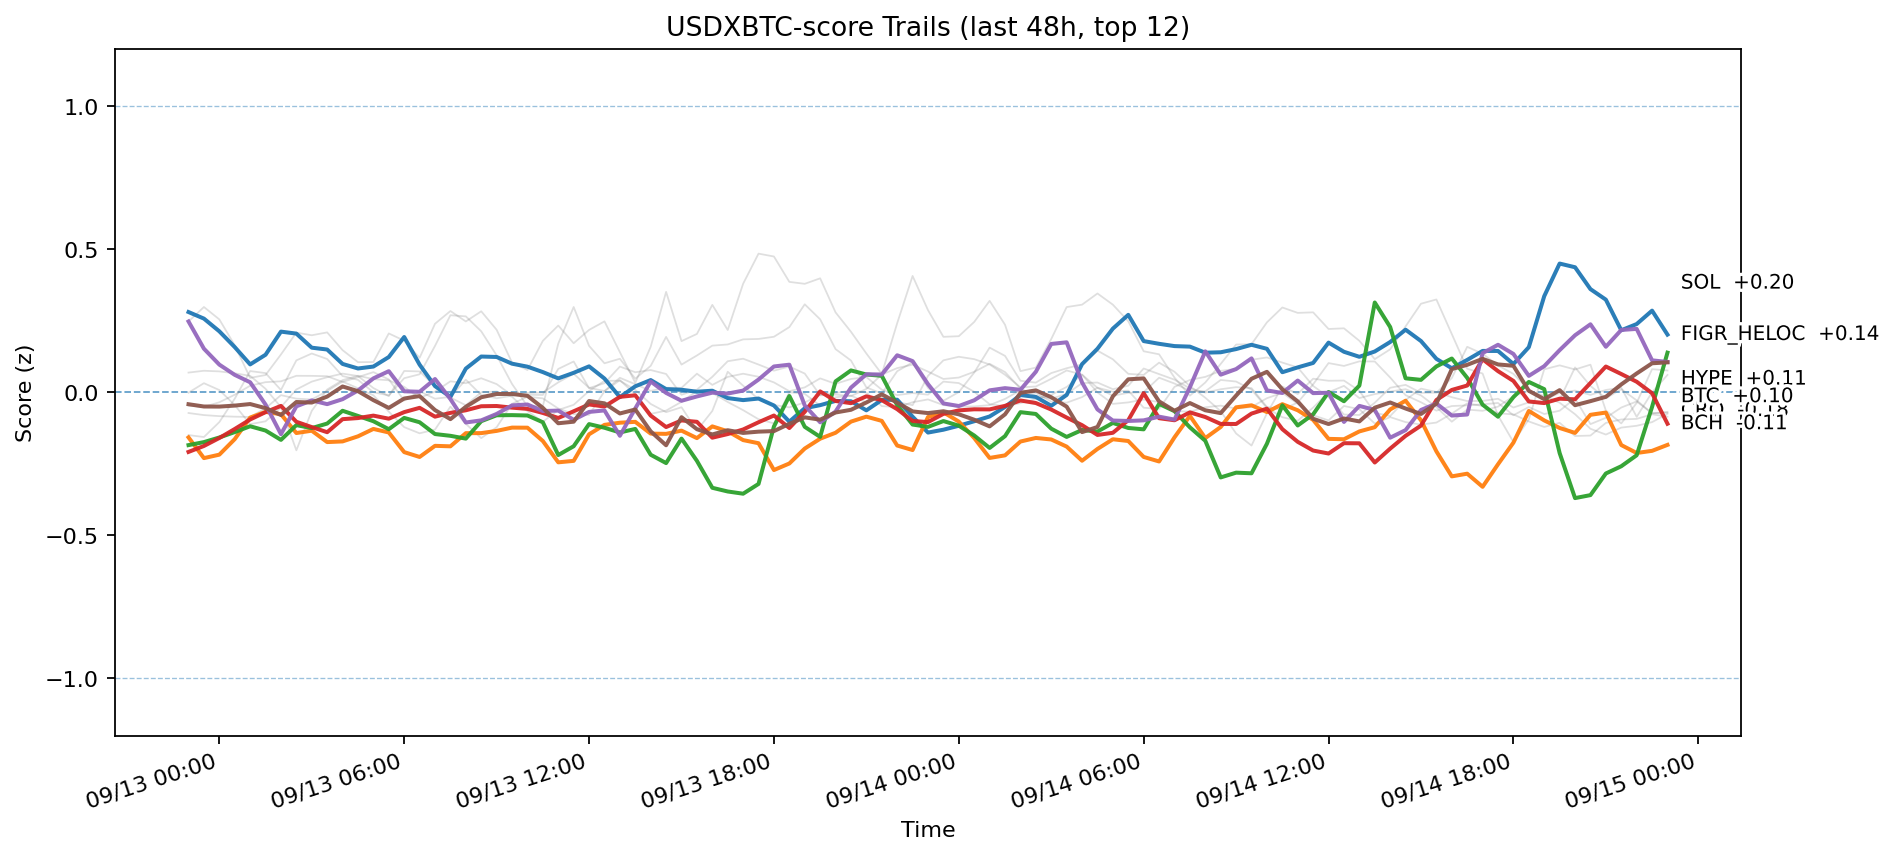 USDXBTC-score Trails (last 48h, top 12)
Score (z)
1.0
0.5
0.0
−0.5
−1.0
SOL +0.20
FIGR_HELOC +0.14
HYPE +0.11
BTC +0.10
BCH -0.11
09/13 00:00
09/13 06:00
09/13 12:00
09/13 18:00
09/14 00:00
09/14 06:00
09/14 12:00
09/14 18:00
09/15 00:00
Time